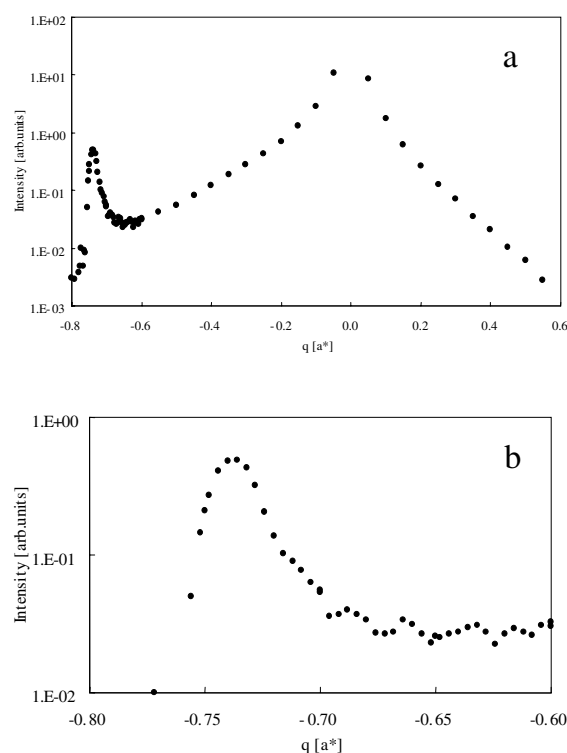 1.E+02
a
1.E+01
1.E+00
1.E-01
1.E-02
1.E-03
Intensity [arb.units]
-0.8 -0.6 -0.4 -0.2 0.0 0.2 0.4 0.6
q [a*]
1.E+00
b
1.E-01
1.E-02
Intensity [arb.units]
-0.80 -0.75 -0.70 -0.65 -0.60
q [a*]